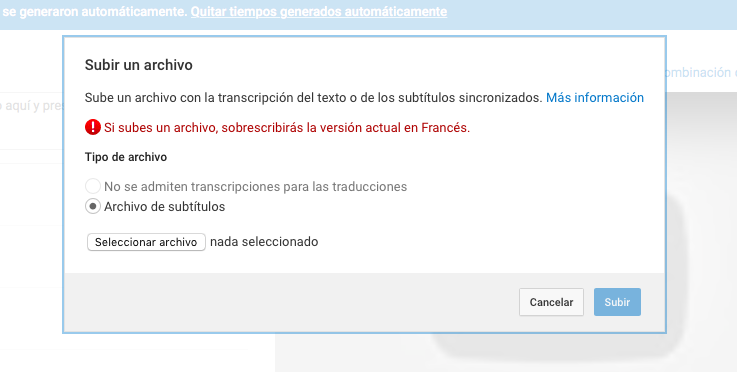 se generaron automáticamente. Quitar tiempos generados automáticamente
Subir un archivo
ombinación
Sube un archivo con la transcripción del texto o de los subtítulos sincronizados. Más información
o aquí y pres
Si subes un archivo, sobrescribirás la versión actual en Francés.
Tipo de archivo
No se admiten transcripciones para las traducciones
Archivo de subtítulos
Seleccionar archivo nada seleccionado
Cancelar Subir